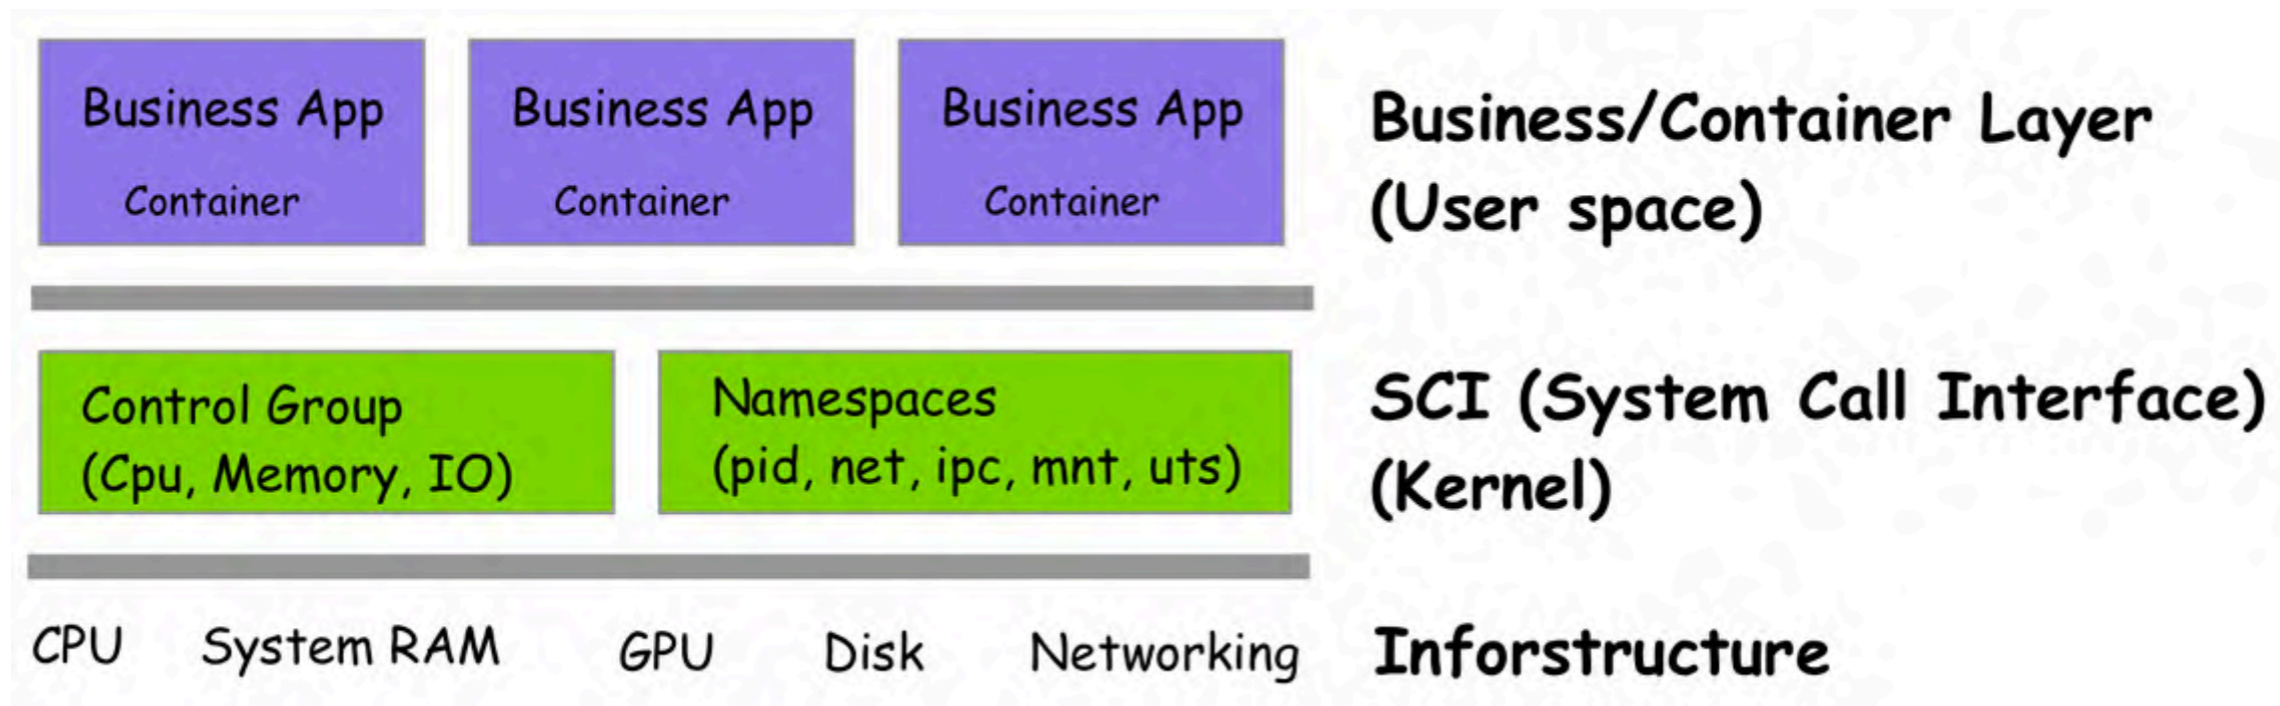 Business App
Container
Business App
Container
Business App
Container
Business/Container Layer
(User space)
Control Group
(Cpu, Memory, IO)
Namespaces
(pid, net, ipc, mnt, uts)
SCI (System Call Interface)
(Kernel)
CPU
System RAM
GPU
Disk
Networking
Inforstructure